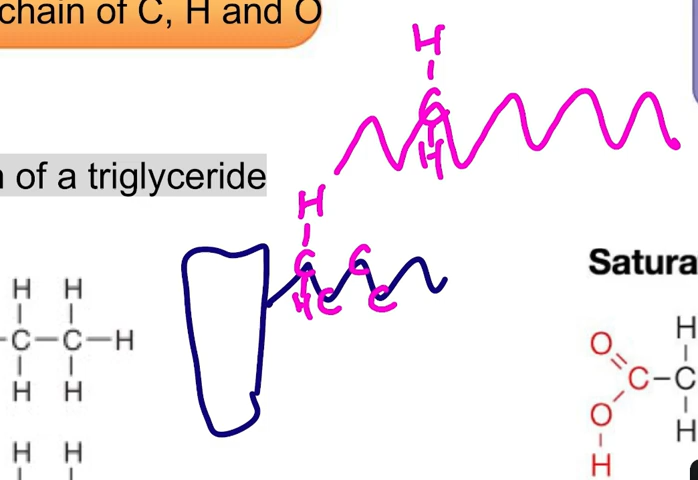 chain of C, H and O
H
C
H
of a triglyceride
H
C C
H C C
Satura
H H
-C-C-H
H H
H H
O H
C-C
O H
H